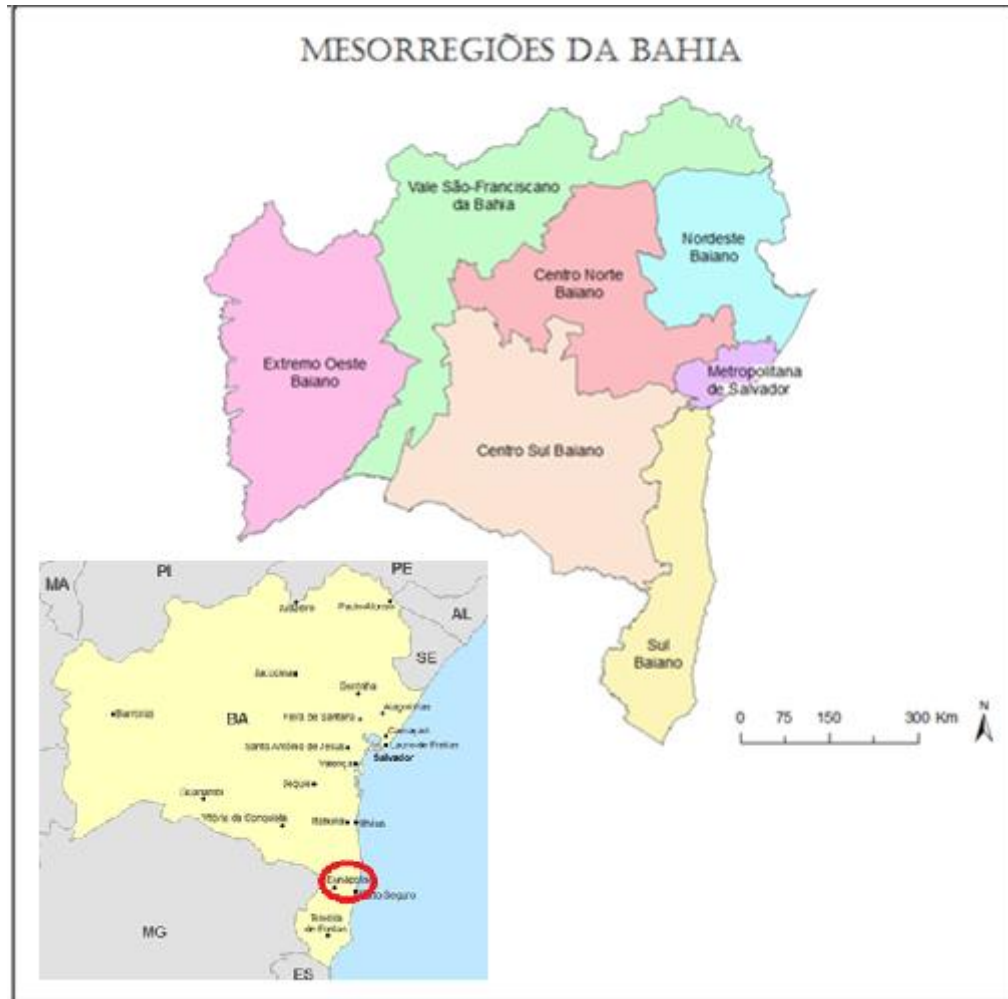 MESORREGIÕES DA BAHIA
Vale São-Franciscano
da Bahia
Nordeste
Baiano
Centro Norte
Baiano
Extremo Oeste
Baiano
Metropolitana
de Salvador
Centro Sul Baiano
Sul
Baiano
0 75 150 300 Km
N
MA
PI
PE
AL
SE
Juazeiro
Paulo Afonso
Jacobina
Serrinha
Barreiras
BA
Alagoinhas
Feira de Santana
Camaçari
Santo Antônio de Jesus
Lauro de Freitas
Salvador
Valença
Jequié
Guanambi
Vitória da Conquista
Itabuna
Ilhéus
Eunápolis
Porto Seguro
Teixeira
de Freitas
MG
ES